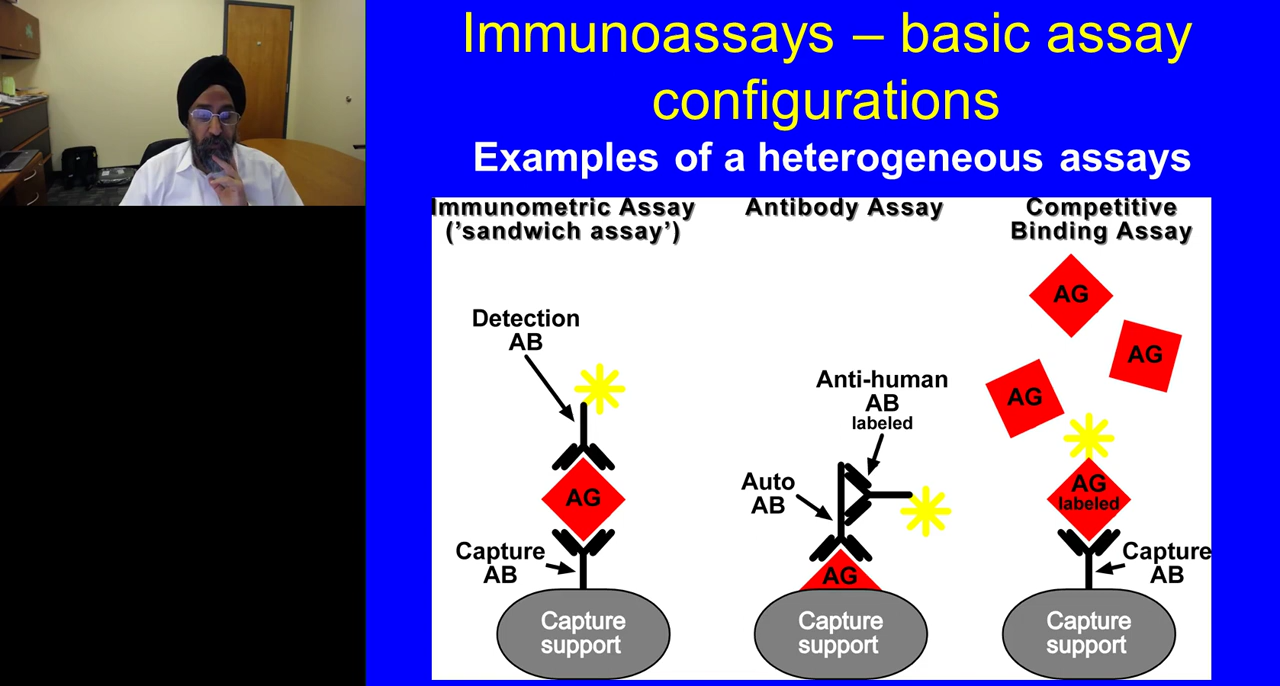 Immunoassays – basic assay
configurations
Examples of a heterogeneous assays
Immunometric Assay
('sandwich assay')
Detection
AB
AG
Capture
AB
Capture
support
Antibody Assay
Anti-human
AB
labeled
Auto
AB
AG
Capture
support
Competitive
Binding Assay
AG
AG
AG
AG
labeled
Capture
AB
Capture
support